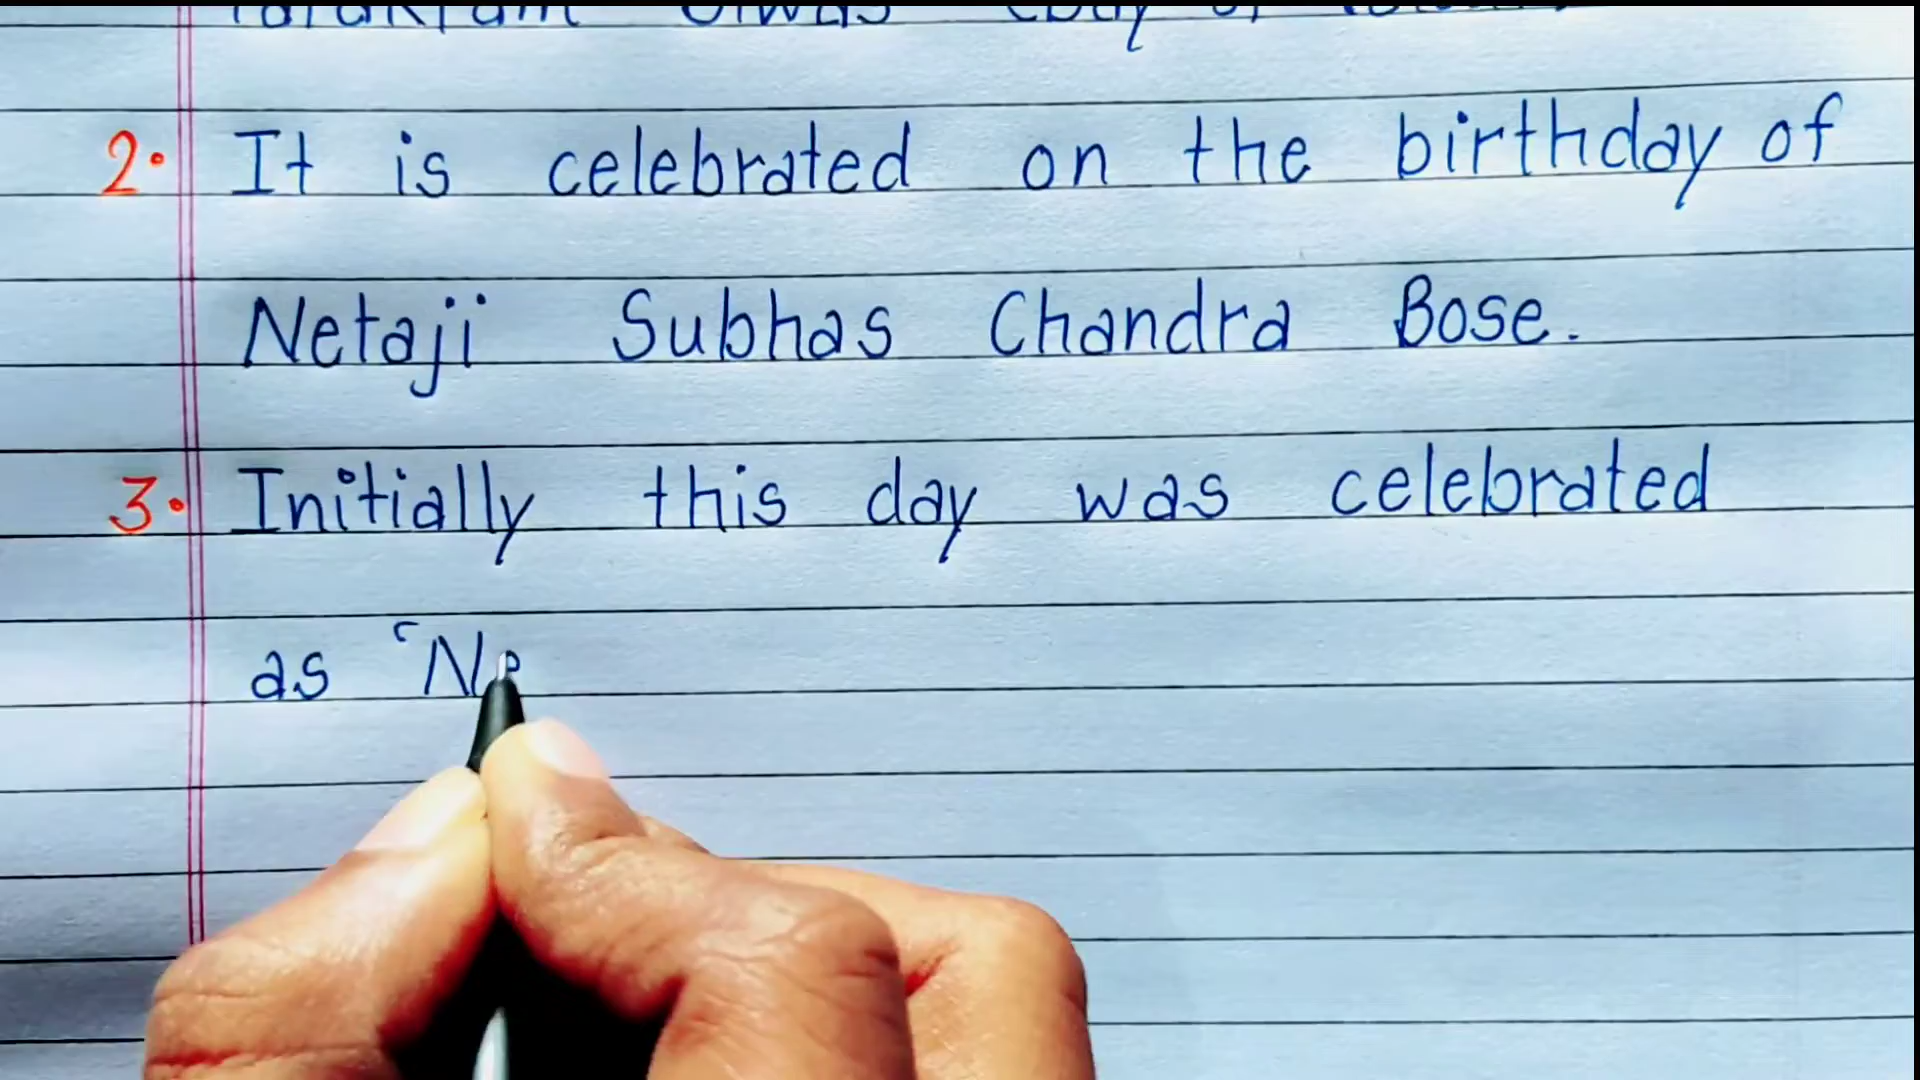 2. It is celebrated on the birthday of
Netaji Subhas Chandra Bose.
3. Initially this day was celebrated
as 'Ne